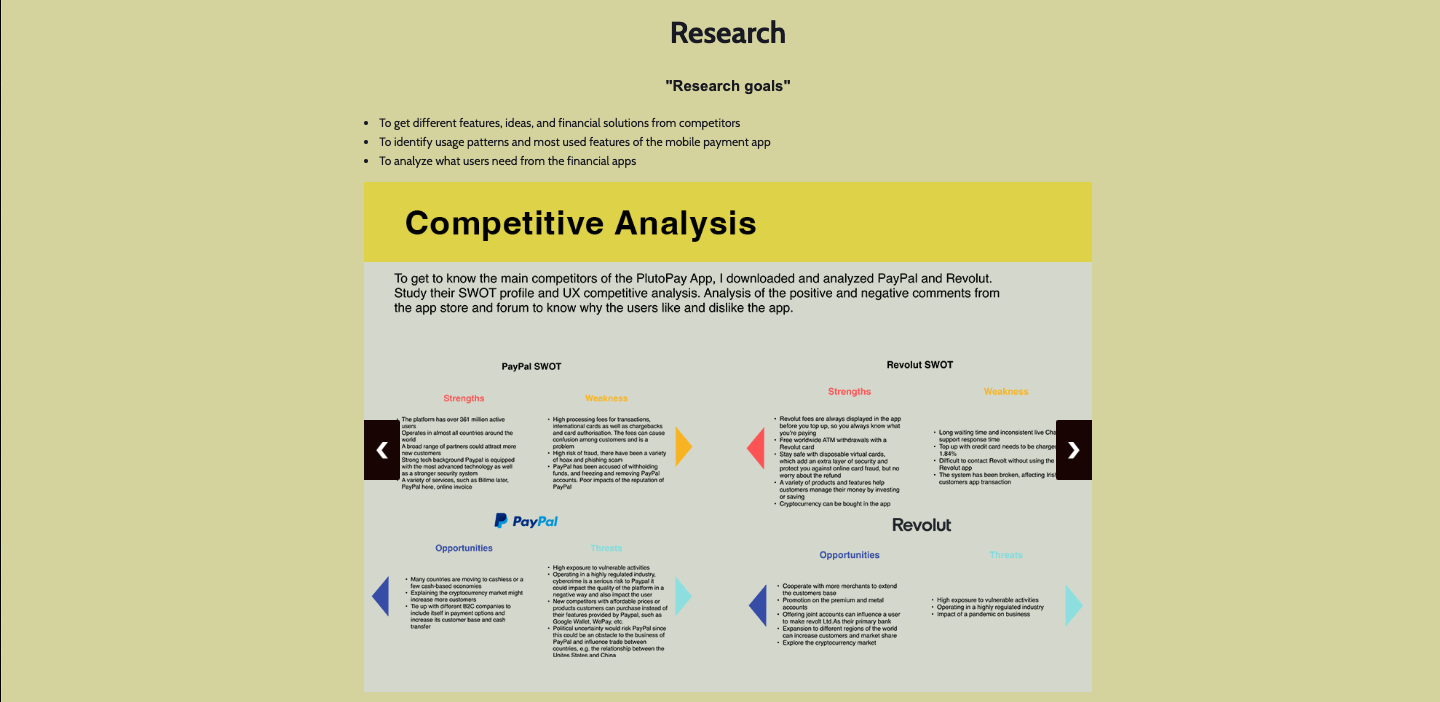 Research
"Research goals"
To get different features, ideas, and financial solutions from competitors
To identify usage patterns and most used features of the mobile payment app
To analyze what users need from the financial apps
Competitive Analysis
To get to know the main competitors of the PlutoPay App, I downloaded and analyzed PayPal and Revolut.
Study their SWOT profile and UX competitive analysis. Analysis of the positive and negative comments from
the app store and forum to know why the users like and dislike the app.
PayPal SWOT
Strengths
Weakness
The platform has over 361 million active
users
Operates in almost all countries around the
world
A broad range of partners could attract more
new customers
Strong tech background Paypal is equipped
with the most advanced technology as well
as a stronger security system
A variety of services, such as Billme later,
PayPal here, online invoice
High processing fees for transactions,
international cards as well as chargebacks
and card authorisation. The fees can cause
confusion among customers and is a
problem
High risk of fraud, there have been a variety
of hoax and phishing scam
PayPal has been accused of withholding
funds, and freezing and removing PayPal
accounts. Poor impacts of the reputation of
PayPal
PayPal
Opportunities
Threats
Many countries are moving to cashless or a
few cash-based economies
Explaining the cryptocurrency market might
increase more customers
Tie up with different B2C companies to
include itself in payment options and
increase its customer base and cash
transfer
High exposure to vulnerable activities
Operating in a highly regulated industry,
cybercrime is a serious risk to Paypal it
could impact the quality of the platform in a
negative way and also impact the user
New competitors with affordable prices or
products customers can purchase instead of
their features provided by Paypal, such as
Google Wallet, WePay, etc.
Political uncertainty would risk PayPal since
this could be an obstacle to the business of
PayPal and influence trade between
countries, e.g. the relationship between the
Unites States and China
Revolut SWOT
Strengths
Weakness
Revolut fees are always displayed in the app
before you top up, so you always know what
you're paying
Free worldwide ATM withdrawals with a
Revolut card
Stay safe with disposable virtual cards,
which add an extra layer of security and
protect you against online card fraud, but no
worry about the refund
A variety of products and features help
customers manage their money by investing
or saving
Cryptocurrency can be bought in the app
Long waiting time and inconsistent live
support response time
Top up with credit card needs to be
1.84%
Difficult to contact Revolt without using the
Revolut app
The system has been broken, affecting
customers app transaction
Revolut
Opportunities
Threats
Cooperate with more merchants to extend
the customers base
Promotion on the premium and metal
accounts
Offering joint accounts can influence a user
to make revolt Ltd.As their primary bank
Expansion to different regions of the world
can increase customers and market share
Explore the cryptocurrency market
High exposure to vulnerable activities
Operating in a highly regulated industry
Impact of a pandemic on business